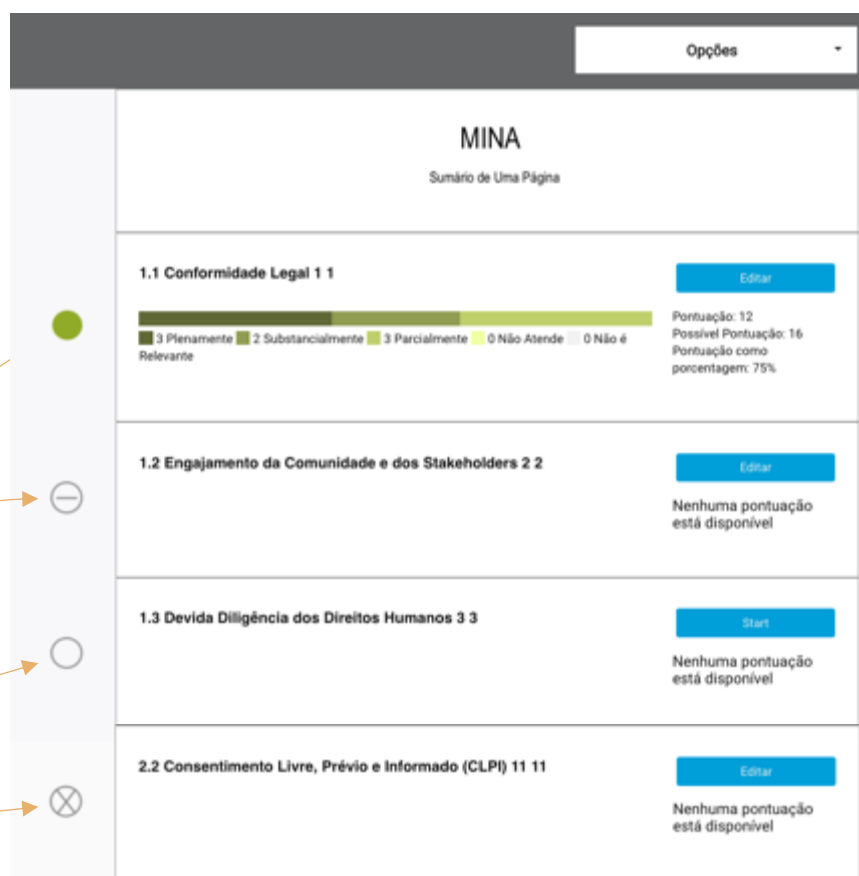 Opções
MINA
Sumário de Uma Página
1.1 Conformidade Legal 1 1
Editar
3 Plenamente 2 Substancialmente 3 Parcialmente 0 Não Atende 0 Não é
Relevante
Pontuação: 12
Possível Pontuação: 16
Pontuação como
porcentagem: 75%
1.2 Engajamento da Comunidade e dos Stakeholders 2 2
Editar
Nenhuma pontuação
está disponível
1.3 Devida Diligência dos Direitos Humanos 3 3
Start
Nenhuma pontuação
está disponível
2.2 Consentimento Livre, Prévio e Informado (CLPI) 11 11
Editar
Nenhuma pontuação
está disponível